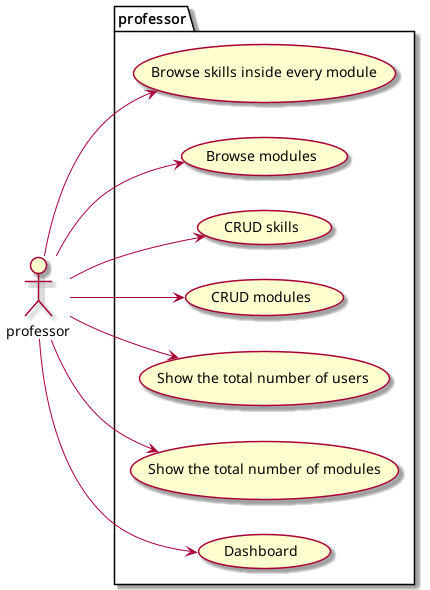 professor
Browse skills inside every module
Browse modules
CRUD skills
CRUD modules
professor
Show the total number of users
Show the total number of modules
Dashboard